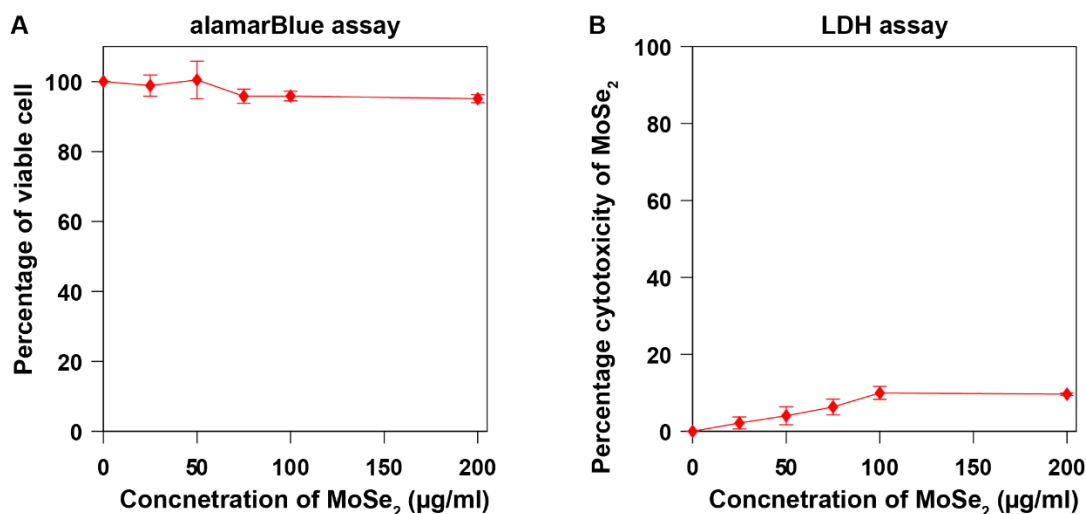 A
alamarBlue assay
Percentage of viable cell
100
80
60
40
20
0
0 50 100 150 200
Concnetration of MoSe₂ (µg/ml)
B
LDH assay
Percentage cytotoxicity of MoSe₂
100
80
60
40
20
0
0 50 100 150 200
Concnetration of MoSe₂ (µg/ml)